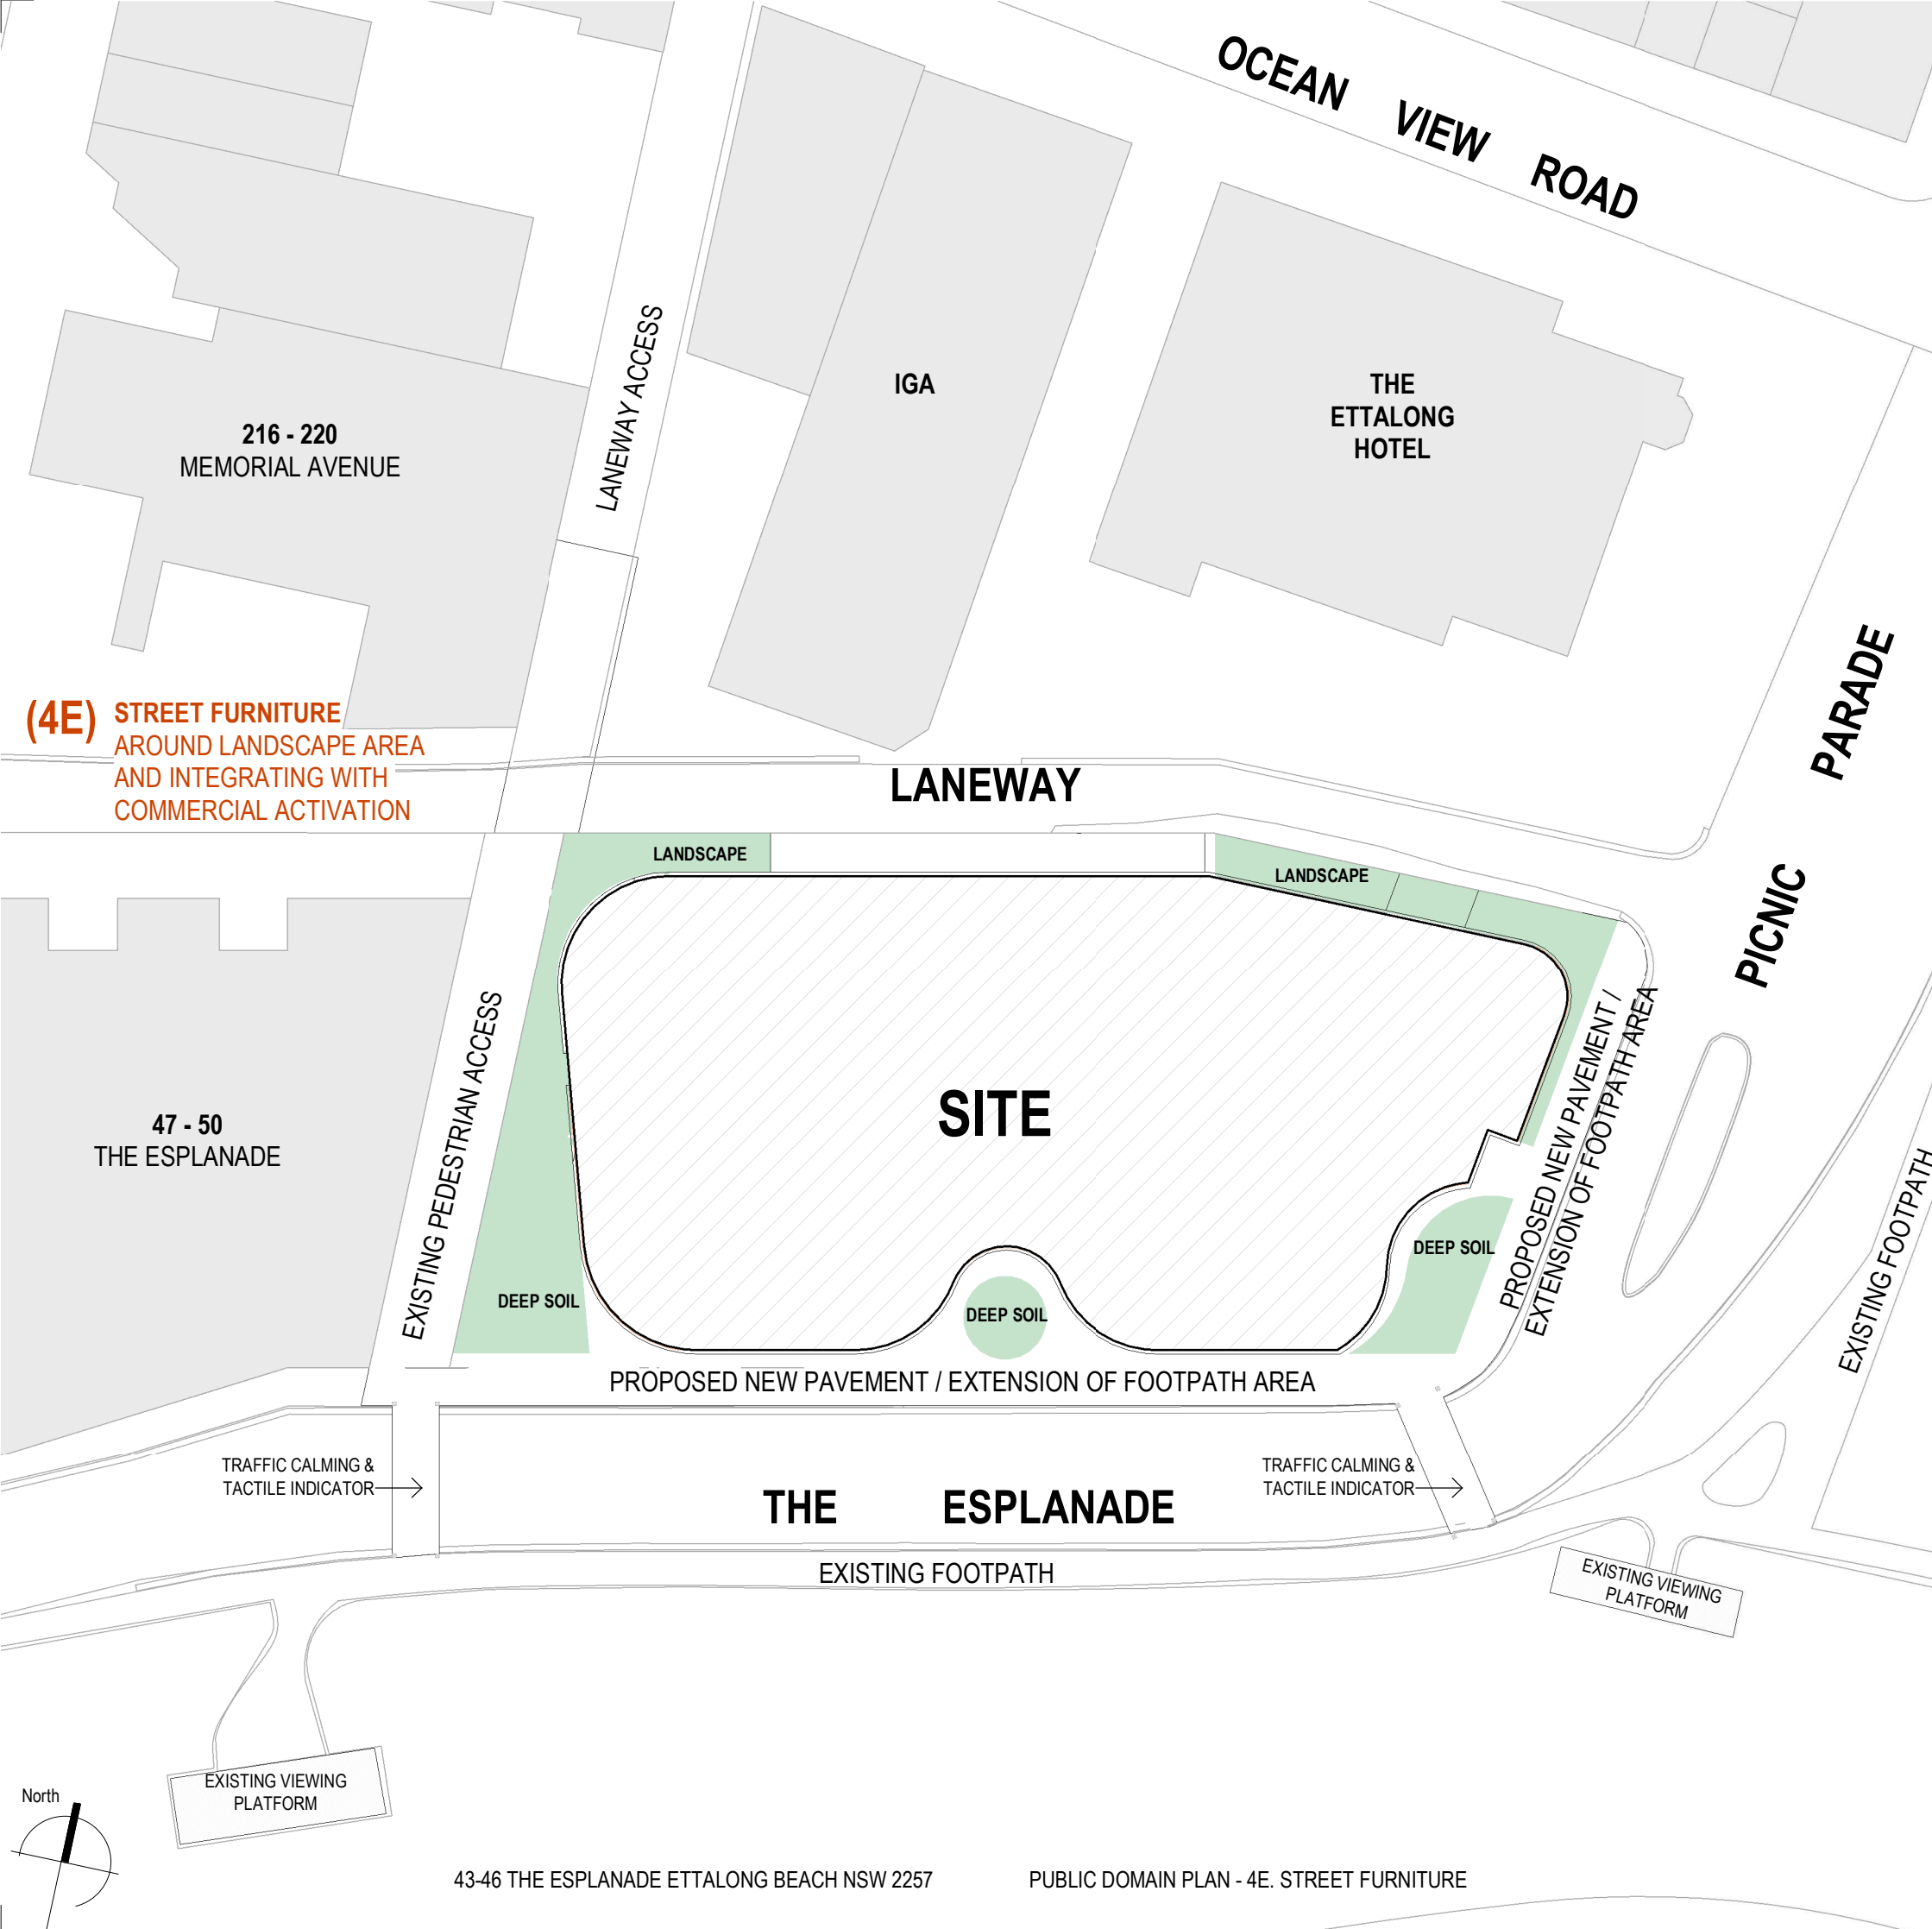 OCEAN VIEW ROAD
LANEWAY ACCESS
IGA
THE
ETTALONG
HOTEL
216 - 220
MEMORIAL AVENUE
PICNIC PARADE
(4E) STREET FURNITURE
AROUND LANDSCAPE AREA
AND INTEGRATING WITH
COMMERCIAL ACTIVATION
LANEWAY
LANDSCAPE
LANDSCAPE
EXISTING PEDESTRIAN ACCESS
SITE
47 - 50
THE ESPLANADE
PROPOSED NEW PAVEMENT /
EXTENSION OF FOOTPATH AREA
EXISTING FOOTPATH
DEEP SOIL
DEEP SOIL
DEEP SOIL
PROPOSED NEW PAVEMENT / EXTENSION OF FOOTPATH AREA
TRAFFIC CALMING &
TACTILE INDICATOR
TRAFFIC CALMING &
TACTILE INDICATOR
THE ESPLANADE
EXISTING FOOTPATH
EXISTING VIEWING
PLATFORM
EXISTING VIEWING
PLATFORM
North
43-46 THE ESPLANADE ETTALONG BEACH NSW 2257
PUBLIC DOMAIN PLAN - 4E. STREET FURNITURE